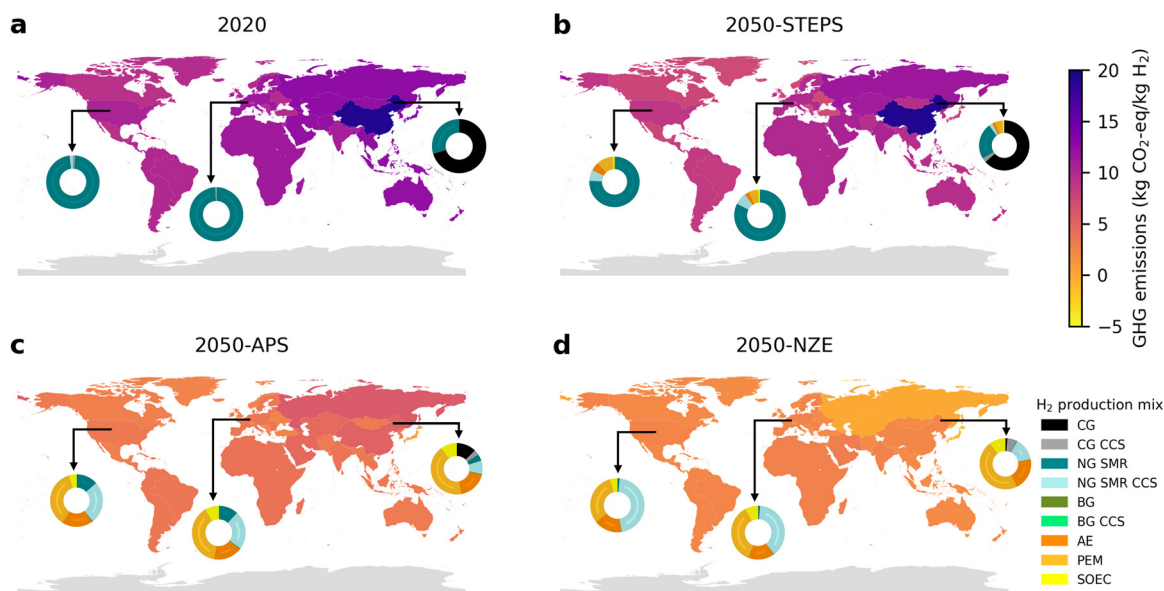 a
2020
b
2050-STEPS
20
15
10
5
0
−5
GHG emissions (kg CO₂-eq/kg H₂)
c
2050-APS
d
2050-NZE
H₂ production mix
CG
CG CCS
NG SMR
NG SMR CCS
BG
BG CCS
AE
PEM
SOEC